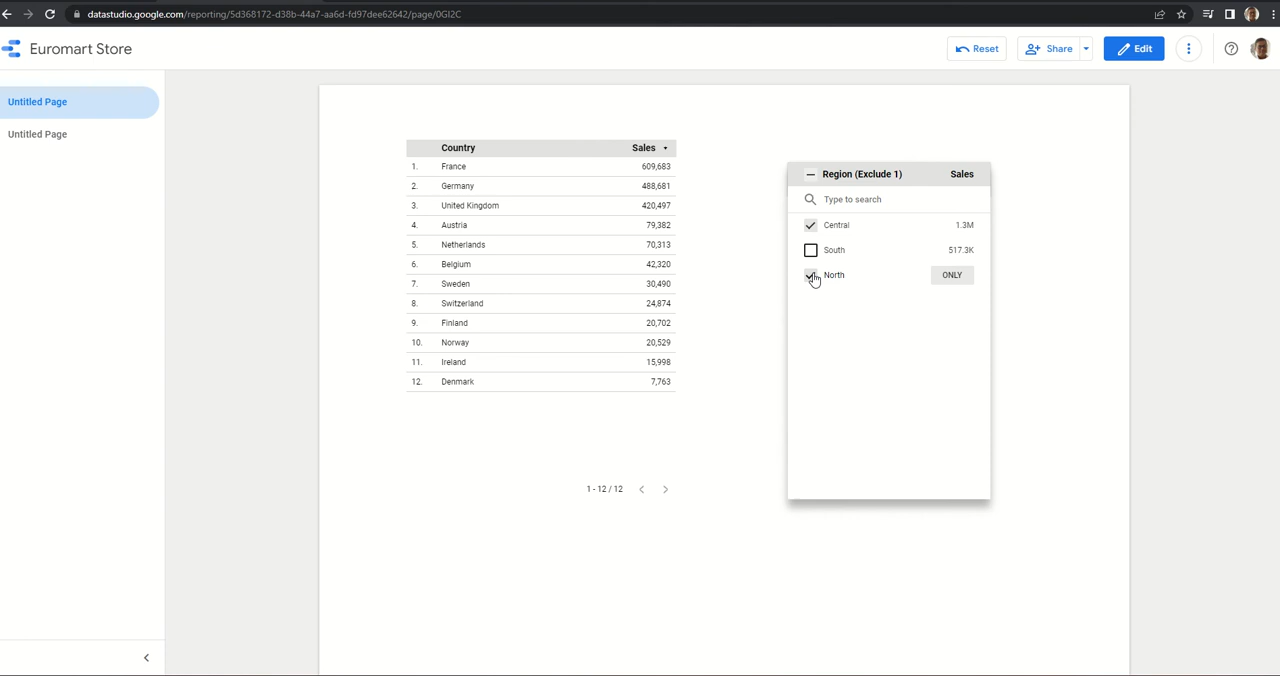 datastudio.google.com/reporting/5d368172-d38b-44a7-aa6d-fd97dee62642/page/0GI2C
Euromart Store
Reset
Share
Edit
Untitled Page
Untitled Page
Country Sales
1. France 609,683
2. Germany 488,681
3. United Kingdom 420,497
4. Austria 79,382
5. Netherlands 70,313
6. Belgium 42,320
7. Sweden 30,490
8. Switzerland 24,874
9. Finland 20,702
10. Norway 20,529
11. Ireland 15,998
12. Denmark 7,763
1 - 12 / 12
Region (Exclude 1) Sales
Type to search
Central 1.3M
South 517.3K
North ONLY